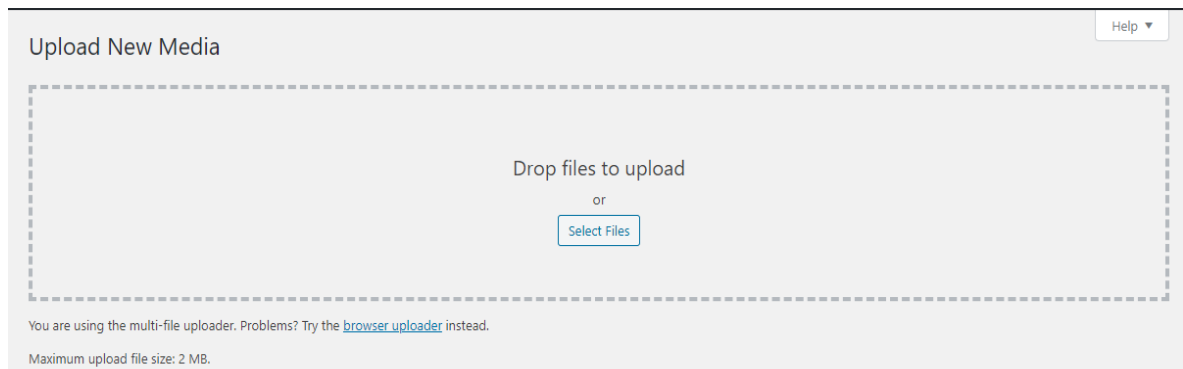 Help ▼
Upload New Media
Drop files to upload
or
Select Files
You are using the multi-file uploader. Problems? Try the browser uploader instead.
Maximum upload file size: 2 MB.